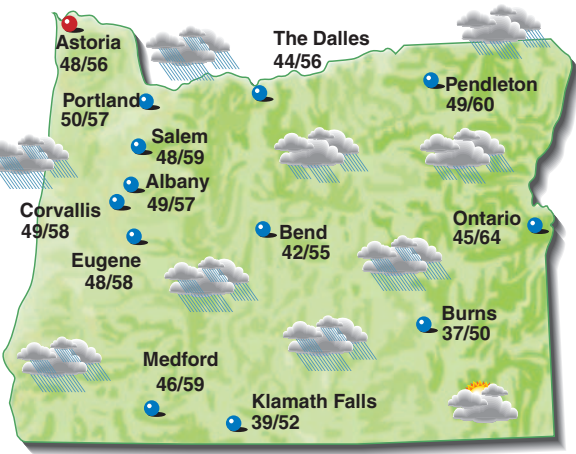 Astoria
48/56
The Dalles
44/56
Pendleton
49/60
Portland
50/57
Salem
48/59
Albany
49/57
Corvallis
49/58
Eugene
48/58
Bend
42/55
Ontario
45/64
Burns
37/50
Medford
46/59
Klamath Falls
39/52